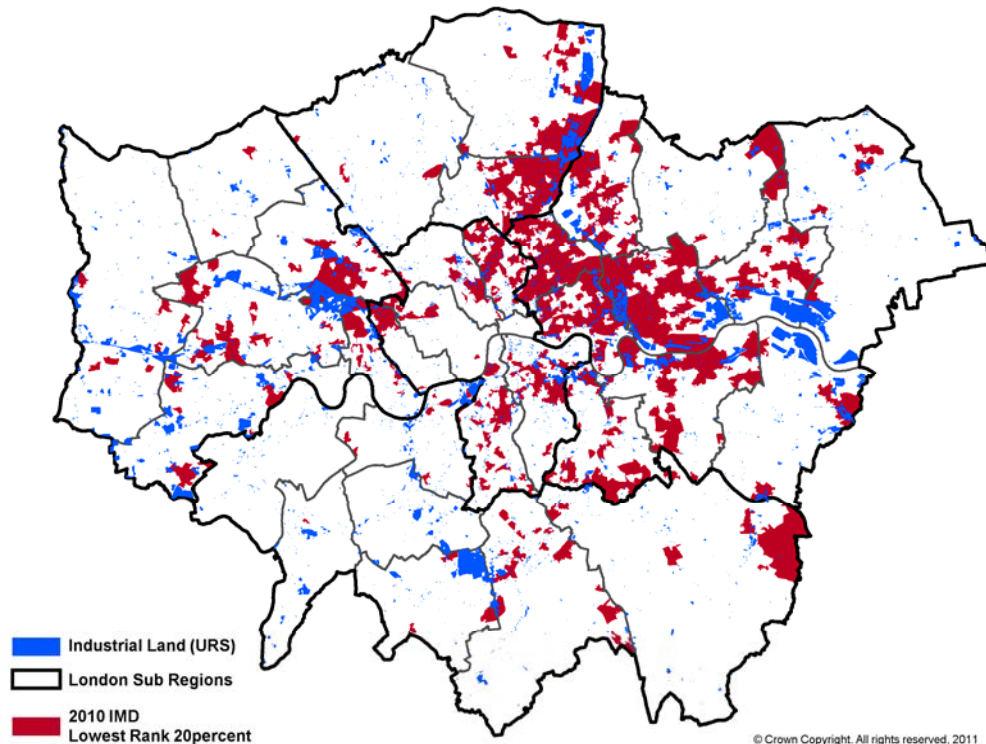 Industrial Land (URS)
London Sub Regions
2010 IMD
Lowest Rank 20percent
© Crown Copyright. All rights reserved, 2011